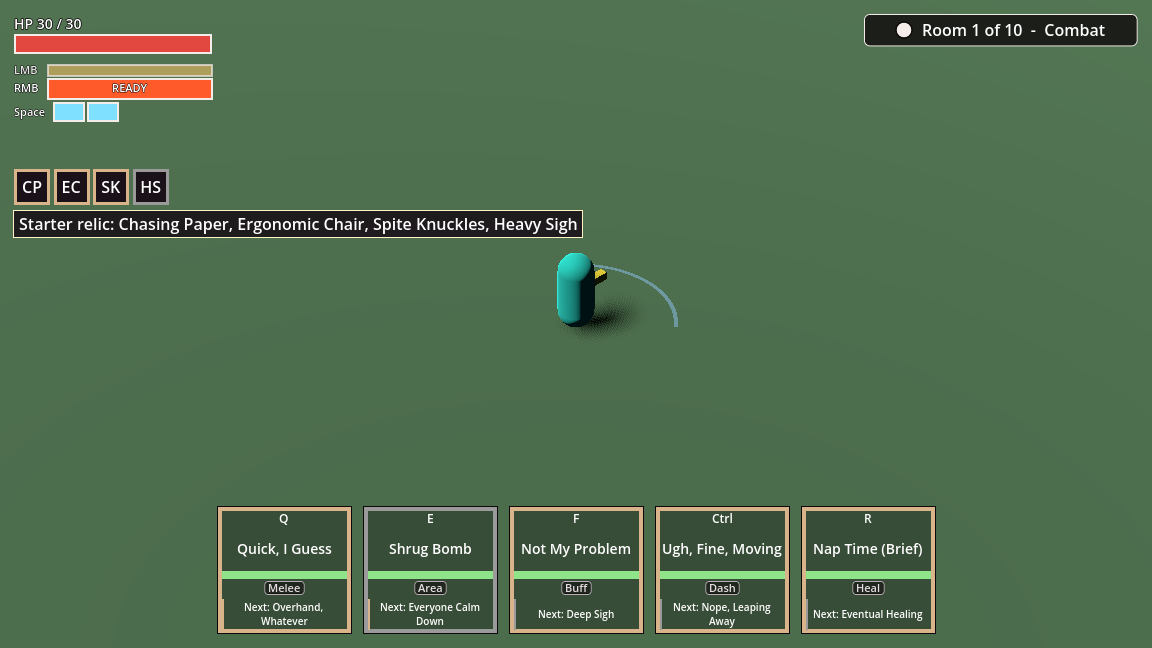 HP 30 / 30
Room 1 of 10 - Combat
LMB
RMB READY
Space
CP EC SK HS
Starter relic: Chasing Paper, Ergonomic Chair, Spite Knuckles, Heavy Sigh
Q
Quick, I Guess
Melee
Next: Overhand,
Whatever
E
Shrug Bomb
Area
Next: Everyone Calm
Down
F
Not My Problem
Buff
Next: Deep Sigh
Ctrl
Ugh, Fine, Moving
Dash
Next: Nope, Leaping
Away
R
Nap Time (Brief)
Heal
Next: Eventual Healing